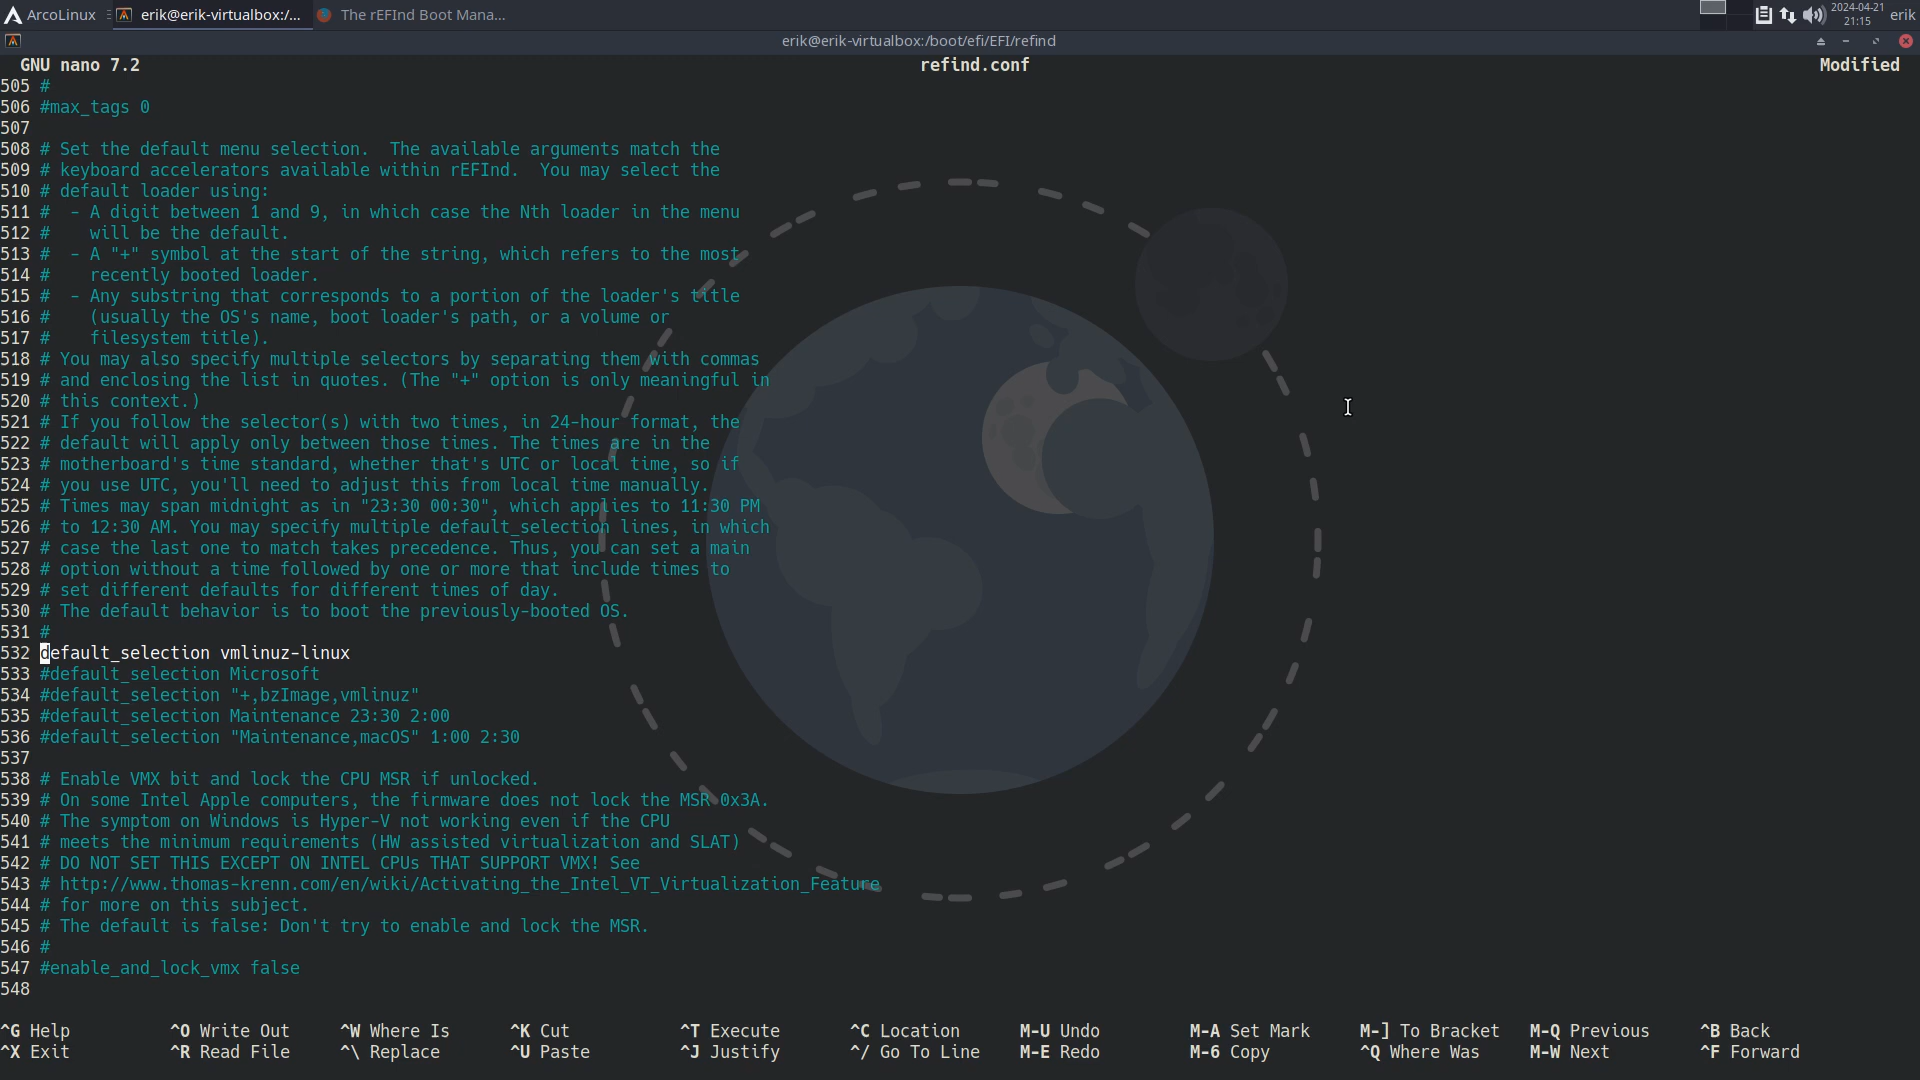 ArcoLinux erik@erik-virtualbox:/... The rEFInd Boot Mana... 2024-04-21 21:15 erik
erik@erik-virtualbox:/boot/efi/EFI/refind
GNU nano 7.2 refind.conf Modified
505 #
506 #max_tags 0
507
508 # Set the default menu selection.  The available arguments match the
509 # keyboard accelerators available within rEFInd.  You may select the
510 # default loader using:
511 #  - A digit between 1 and 9, in which case the Nth loader in the menu
512 #    will be the default.
513 #  - A "+" symbol at the start of the string, which refers to the most
514 #    recently booted loader.
515 #  - Any substring that corresponds to a portion of the loader's title
516 #    (usually the OS's name, boot loader's path, or a volume or
517 #    filesystem title).
518 # You may also specify multiple selectors by separating them with commas
519 # and enclosing the list in quotes. (The "+" option is only meaningful in
520 # this context.)
521 # If you follow the selector(s) with two times, in 24-hour format, the
522 # default will apply only between those times. The times are in the
523 # motherboard's time standard, whether that's UTC or local time, so if
524 # you use UTC, you'll need to adjust this from local time manually.
525 # Times may span midnight as in "23:30 00:30", which applies to 11:30 PM
526 # to 12:30 AM. You may specify multiple default_selection lines, in which
527 # case the last one to match takes precedence. Thus, you can set a main
528 # option without a time followed by one or more that include times to
529 # set different defaults for different times of day.
530 # The default behavior is to boot the previously-booted OS.
531 #
532 default_selection vmlinuz-linux
533 #default_selection Microsoft
534 #default_selection "+,bzImage,vmlinuz"
535 #default_selection Maintenance 23:30 2:00
536 #default_selection "Maintenance,macOS" 1:00 2:30
537
538 # Enable VMX bit and lock the CPU MSR if unlocked.
539 # On some Intel Apple computers, the firmware does not lock the MSR 0x3A.
540 # The symptom on Windows is Hyper-V not working even if the CPU
541 # meets the minimum requirements (HW assisted virtualization and SLAT)
542 # DO NOT SET THIS EXCEPT ON INTEL CPUs THAT SUPPORT VMX! See
543 # http://www.thomas-krenn.com/en/wiki/Activating_the_Intel_VT_Virtualization_Feature
544 # for more on this subject.
545 # The default is false: Don't try to enable and lock the MSR.
546 #
547 #enable_and_lock_vmx false
548
^G Help ^O Write Out ^W Where Is ^K Cut ^T Execute ^C Location M-U Undo M-A Set Mark M-] To Bracket M-Q Previous ^B Back
^X Exit ^R Read File ^\ Replace ^U Paste ^J Justify ^/ Go To Line M-E Redo M-6 Copy ^Q Where Was M-W Next ^F Forward